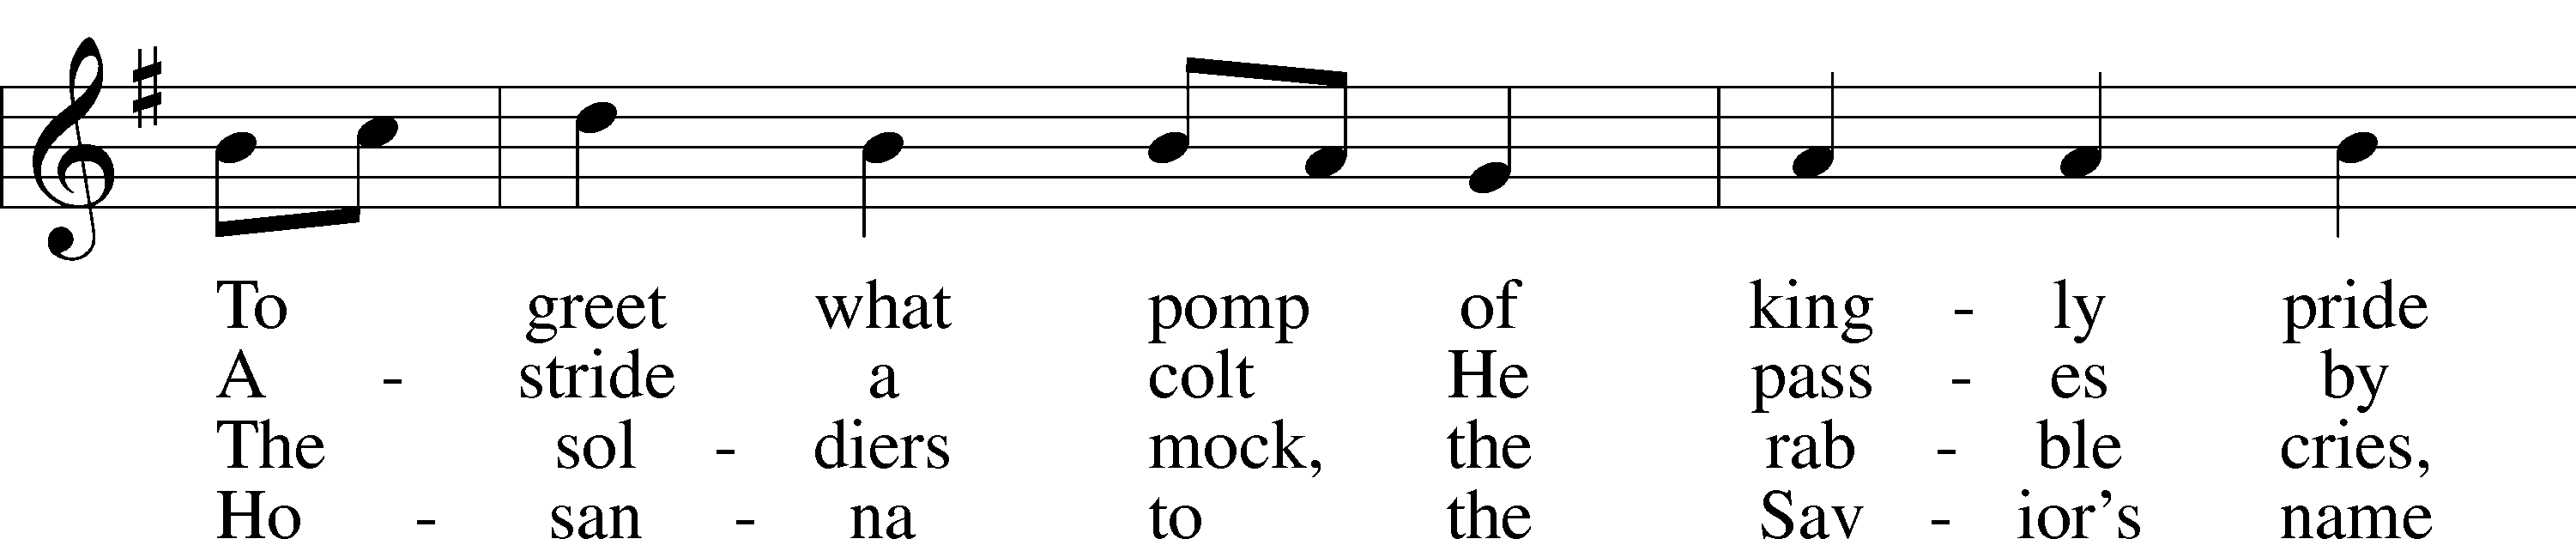 To greet what pomp of king - ly pride
A - stride a colt He pass - es by
The sol - diers mock, the rab - ble cries,
Ho - san - na to the Sav - ior's name